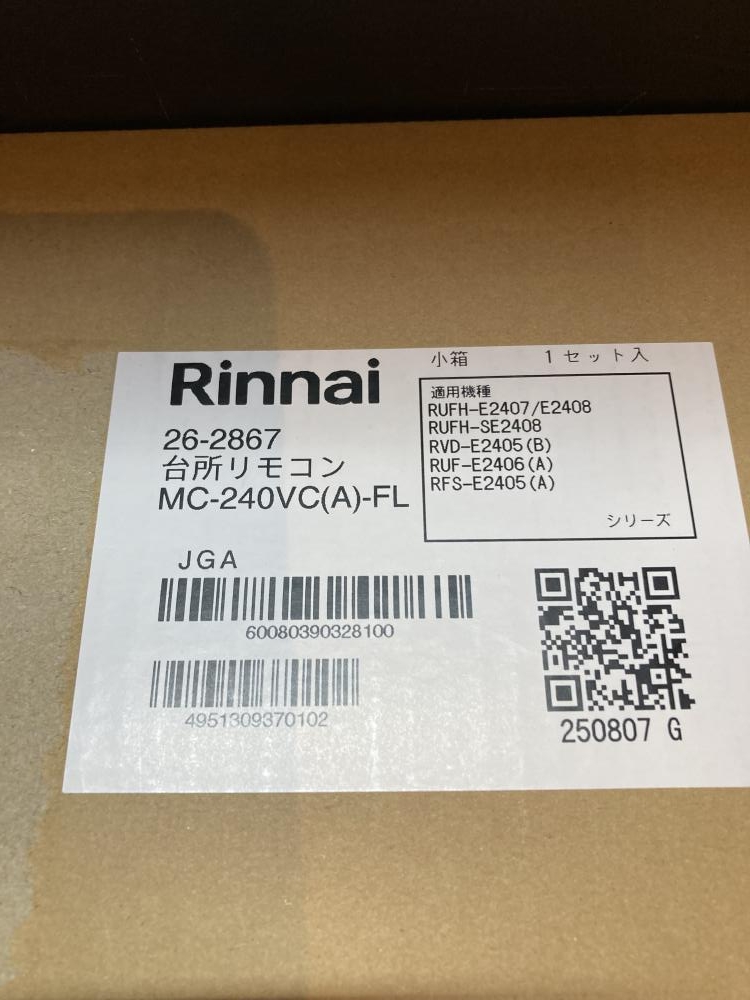 Rinnai
26-2867
台所リモコン
MC-240VC(A)-FL
小箱 1セット入
適用機種
RUFH-E2407/E2408
RUFH-SE2408
RVD-E2405(B)
RUF-E2406(A)
RFS-E2405(A)
シリーズ
JGA
60080390328100
4951309370102
250807 G